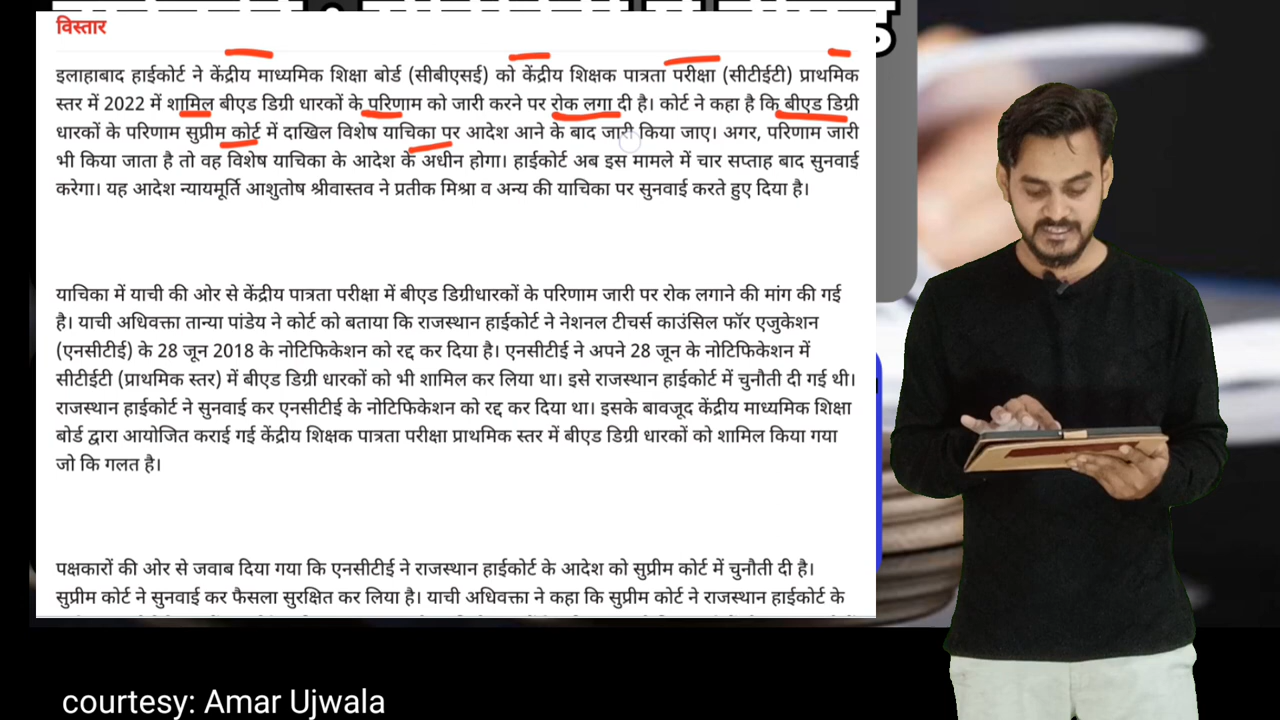 विस्तार
इलाहाबाद हाईकोर्ट ने केंद्रीय माध्यमिक शिक्षा बोर्ड (सीबीएसई) को केंद्रीय शिक्षक पात्रता परीक्षा (सीटीईटी) प्राथमिक
स्तर में 2022 में शामिल बीएड डिग्री धारकों के परिणाम को जारी करने पर रोक लगा दी है। कोर्ट ने कहा है कि बीएड डिग्री
धारकों के परिणाम सुप्रीम कोर्ट में दाखिल विशेष याचिका पर आदेश आने के बाद जारी किया जाए। अगर, परिणाम जारी
भी किया जाता है तो वह विशेष याचिका के आदेश के अधीन होगा। हाईकोर्ट अब इस मामले में चार सप्ताह बाद सुनवाई
करेगा। यह आदेश न्यायमूर्ति आशुतोष श्रीवास्तव ने प्रतीक मिश्रा व अन्य की याचिका पर सुनवाई करते हुए दिया है।
याचिका में याची की ओर से केंद्रीय पात्रता परीक्षा में बीएड डिग्रीधारकों के परिणाम जारी पर रोक लगाने की मांग की गई
है। याची अधिवक्ता तान्या पांडेय ने कोर्ट को बताया कि राजस्थान हाईकोर्ट ने नेशनल टीचर्स काउंसिल फॉर एजुकेशन
(एनसीटीई) के 28 जून 2018 के नोटिफिकेशन को रद्द कर दिया है। एनसीटीई ने अपने 28 जून के नोटिफिकेशन में
सीटीईटी (प्राथमिक स्तर) में बीएड डिग्री धारकों को भी शामिल कर लिया था। इसे राजस्थान हाईकोर्ट में चुनौती दी गई थी।
राजस्थान हाईकोर्ट ने सुनवाई कर एनसीटीई के नोटिफिकेशन को रद्द कर दिया था। इसके बावजूद केंद्रीय माध्यमिक शिक्षा
बोर्ड द्वारा आयोजित कराई गई केंद्रीय शिक्षक पात्रता परीक्षा प्राथमिक स्तर में बीएड डिग्री धारकों को शामिल किया गया
जो कि गलत है।
पक्षकारों की ओर से जवाब दिया गया कि एनसीटीई ने राजस्थान हाईकोर्ट के आदेश को सुप्रीम कोर्ट में चुनौती दी है।
सुप्रीम कोर्ट ने सुनवाई कर फैसला सुरक्षित कर लिया है। याची अधिवक्ता ने कहा कि सुप्रीम कोर्ट ने राजस्थान हाईकोर्ट के
courtesy: Amar Ujwala